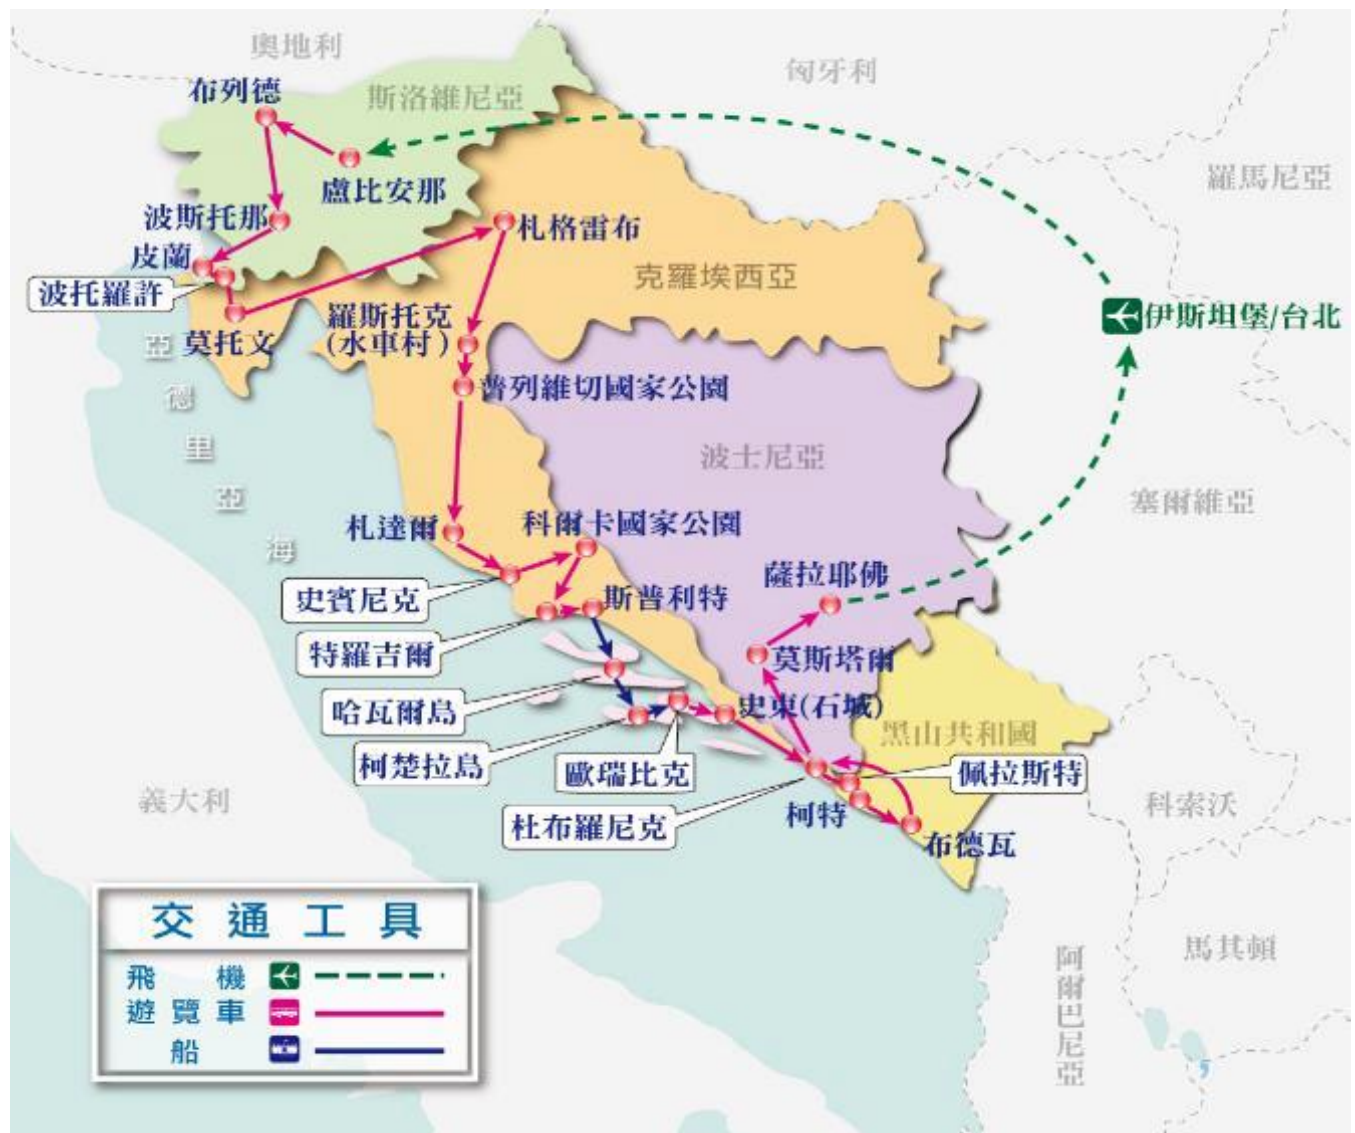 奧地利
匈牙利
布列德
斯洛維尼亞
羅馬尼亞
盧比安那
波斯托那
札格雷布
皮蘭
克羅埃西亞
波托羅許
伊斯坦堡/台北
羅斯托克
(水車村)
莫托文
亞德里亞海
普列維切國家公園
波士尼亞
塞爾維亞
札達爾
科爾卡國家公園
薩拉耶佛
史賓尼克
斯普利特
特羅吉爾
莫斯塔爾
哈瓦爾島
史東(石城)
黑山共和國
柯楚拉島
歐瑞比克
佩拉斯特
義大利
科索沃
杜布羅尼克
柯特
布德瓦
交通工具
飛機
遊覽車
船
阿爾巴尼亞
馬其頓